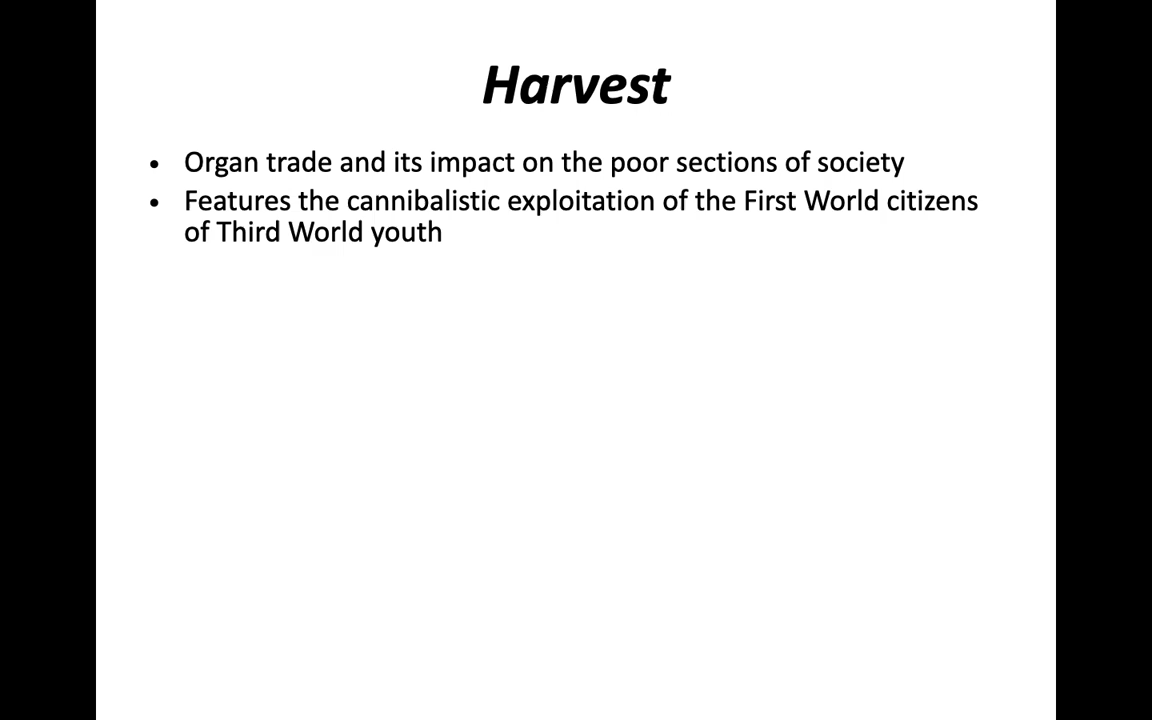 Harvest
• Organ trade and its impact on the poor sections of society
• Features the cannibalistic exploitation of the First World citizens
of Third World youth